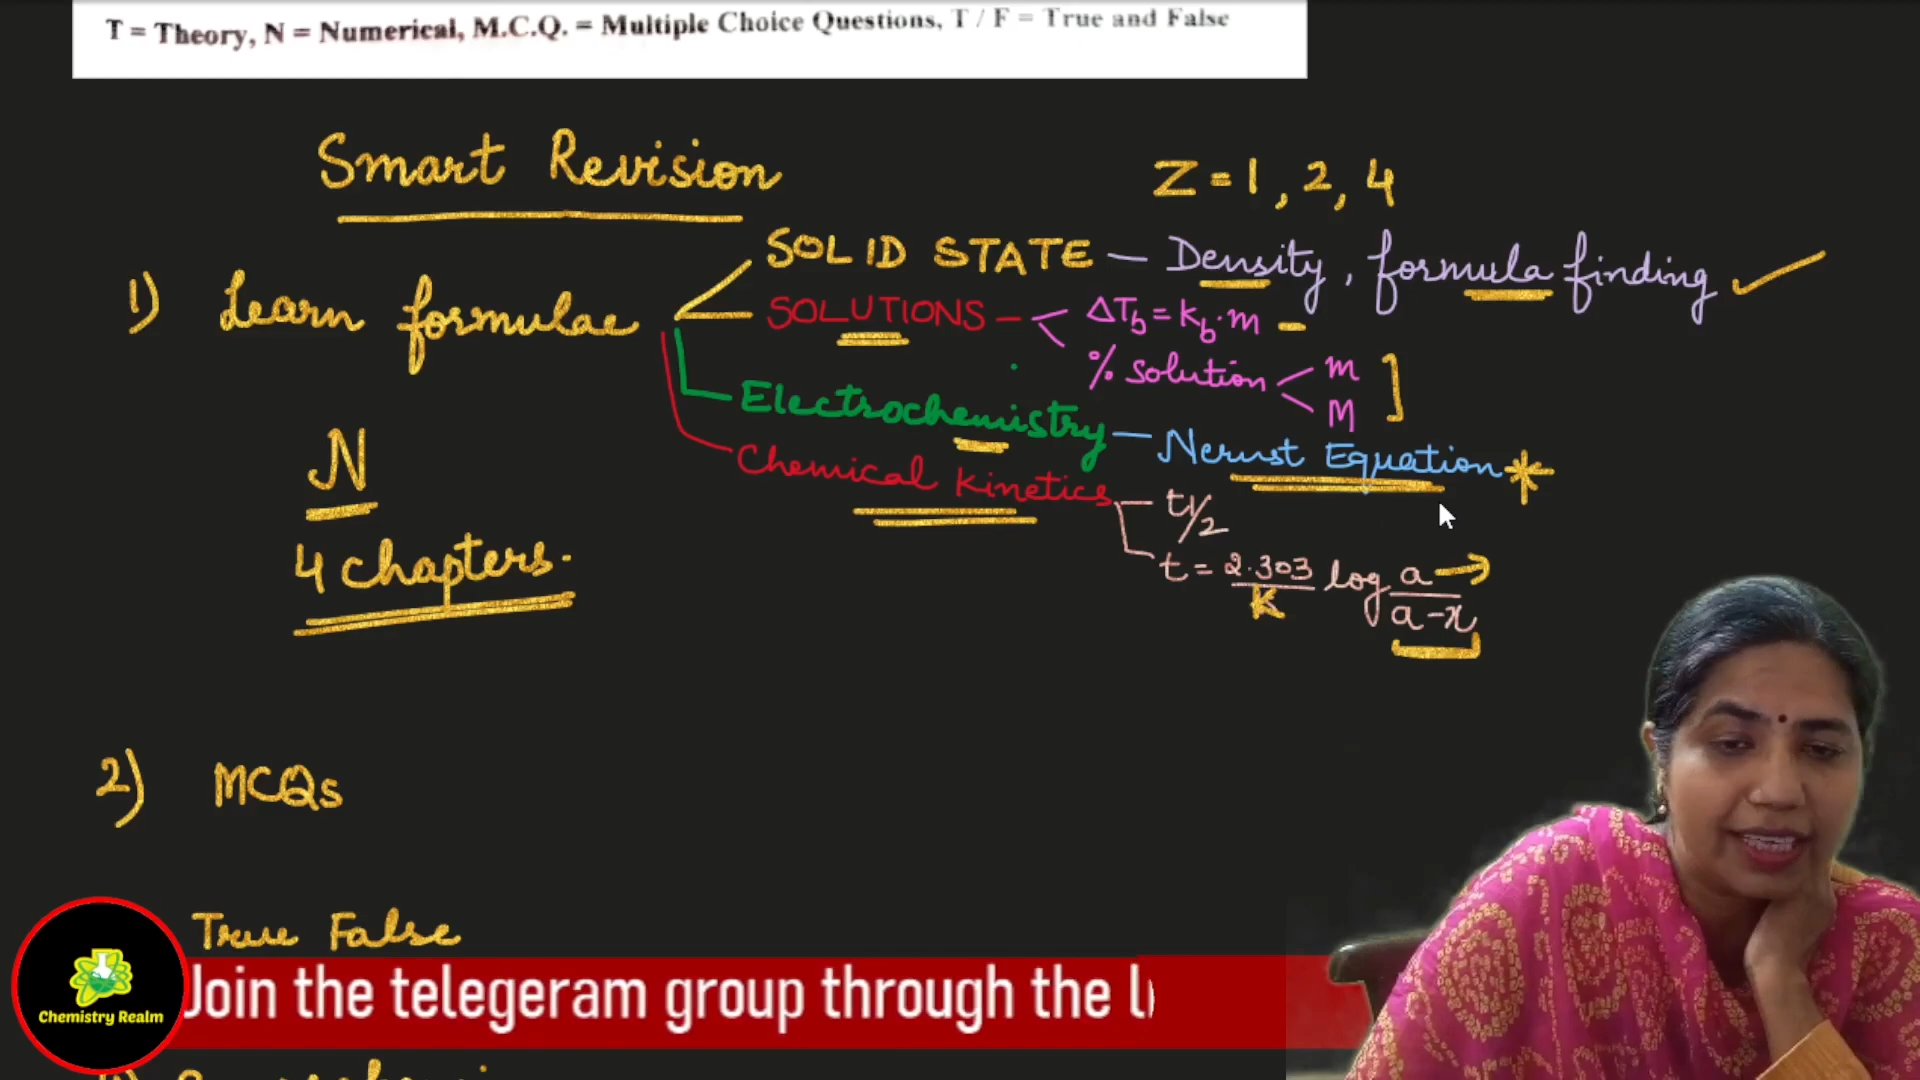 T = Theory, N = Numerical, M.C.Q. = Multiple Choice Questions, T / F = True and False
Smart Revision
Z = 1, 2, 4
1) Learn formulae
SOLID STATE — Density, formula finding ✓
SOLUTIONS — ΔTb = kb·m
% Solution < m
M
Electrochemistry — Nernst Equation *
Chemical Kinetics — t1/2
t = 2.303/K log a/a-x
N
4 chapters.
2) MCQs
True False
Join the telegeram group through the l
Chemistry Realm